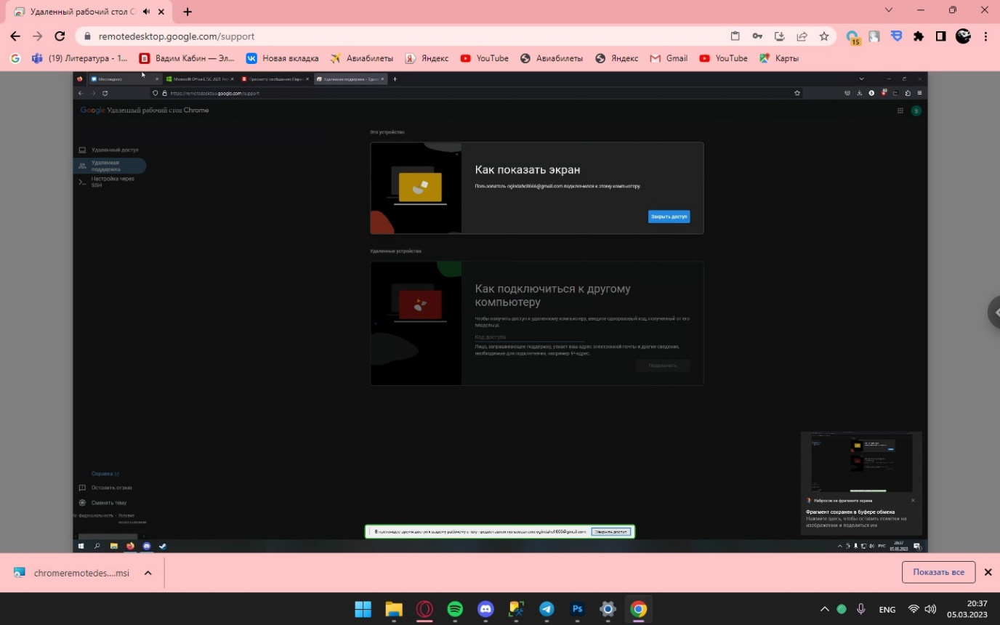 Удаленный рабочий стол C
remotedesktop.google.com/support
15
(19) Литература - 1...
Вадим Кабин — Эл...
Новая вкладка
Авиабилеты
Яндекс
YouTube
Авиабилеты
Яндекс
Gmail
YouTube
Карты
Мессенджер
Microsoft Office LTSC 2021
Просмотр сообщения:
Удаленная поддержка - Удал
https://remotedesktop.google.com/support
Google Удаленный рабочий стол Chrome
B
Это устройство
Удаленный доступ
Удаленная
поддержка
Настройка через
SSH
Как показать экран
Пользователь ogindahell666@gmail.com подключился к этому компьютеру.
Закрыть доступ
Удаленные устройства
Как подключиться к другому
компьютеру
Чтобы получить доступ к удаленному компьютеру, введите одноразовый код, полученный от его
владельца.
Код доступа
Лицо, запрашивающее поддержку, узнает ваш адрес электронной почты и другие сведения,
необходимые для подключения, например IP-адрес.
Подключить
Справка
Оставить отзыв
Сменить тему
Условия
использования
Набросок на фрагменте экрана
Фрагмент сохранен в буфере обмена
Нажмите здесь, чтобы оставить пометки на
изображении и поделиться им
В настоящее время доступ к вашему рабочему столу предоставлен пользователю ogindahell666@gmail.com
Закрыть доступ
РУС
20:37
05.03.2023
chromeremotedes....msi
Показать все
Ps
ENG
20:37
05.03.2023